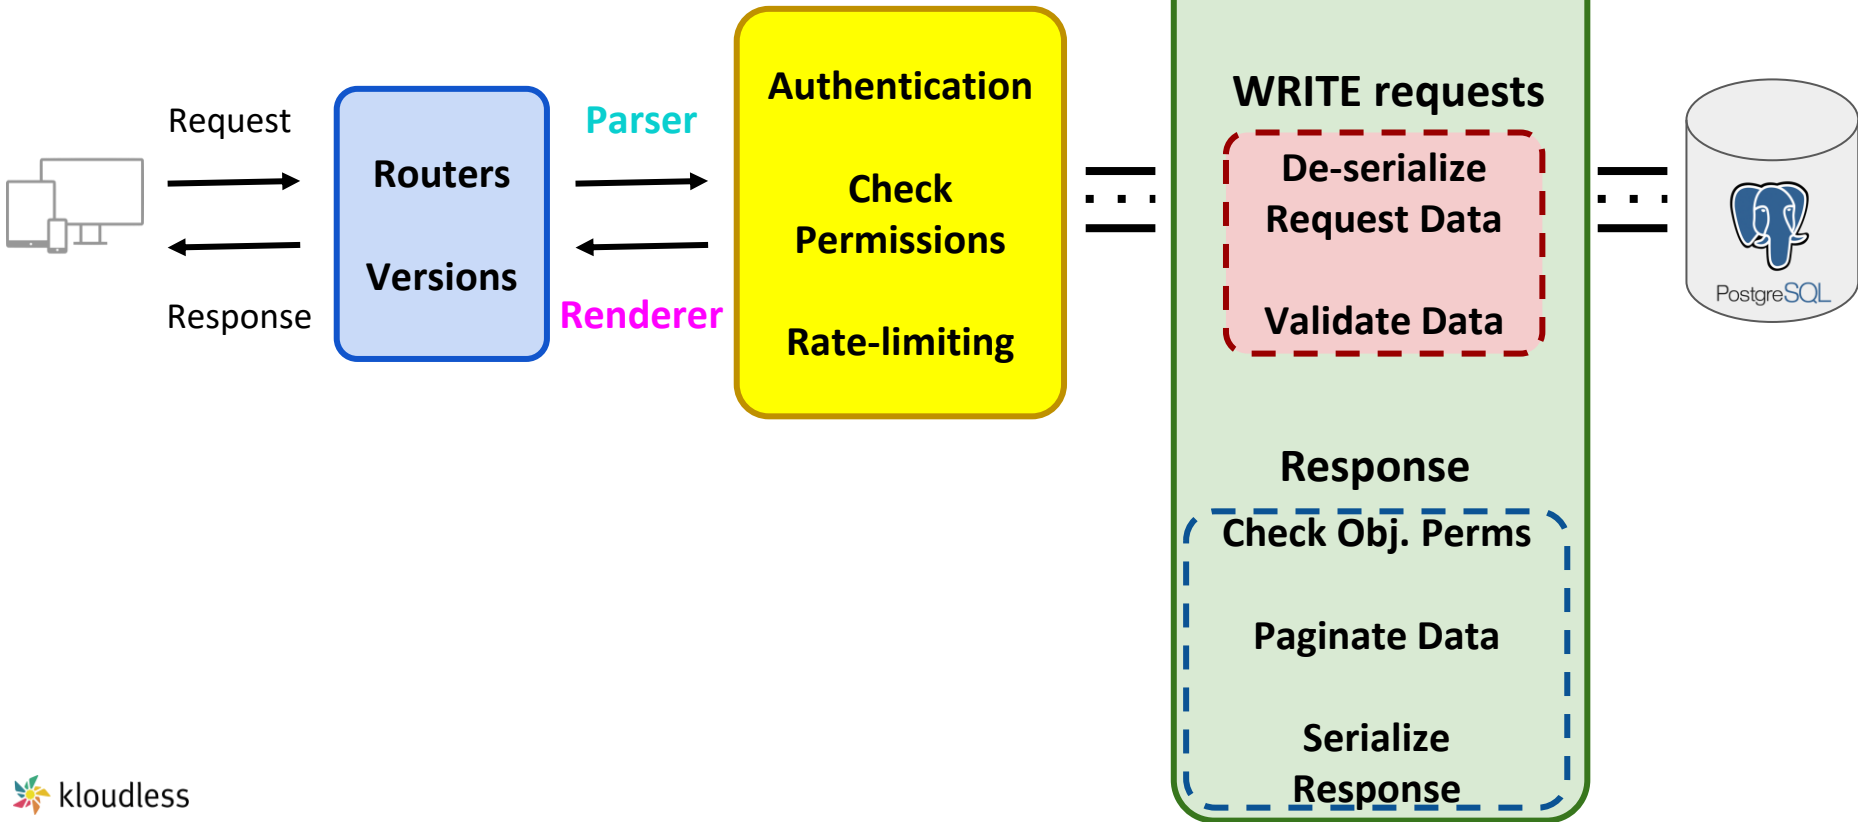 Request
Response
Routers
Versions
Parser
Renderer
Authentication
Check
Permissions
Rate-limiting
WRITE requests
De-serialize
Request Data
Validate Data
Response
Check Obj. Perms
Paginate Data
Serialize
Response
PostgreSQL
kloudless